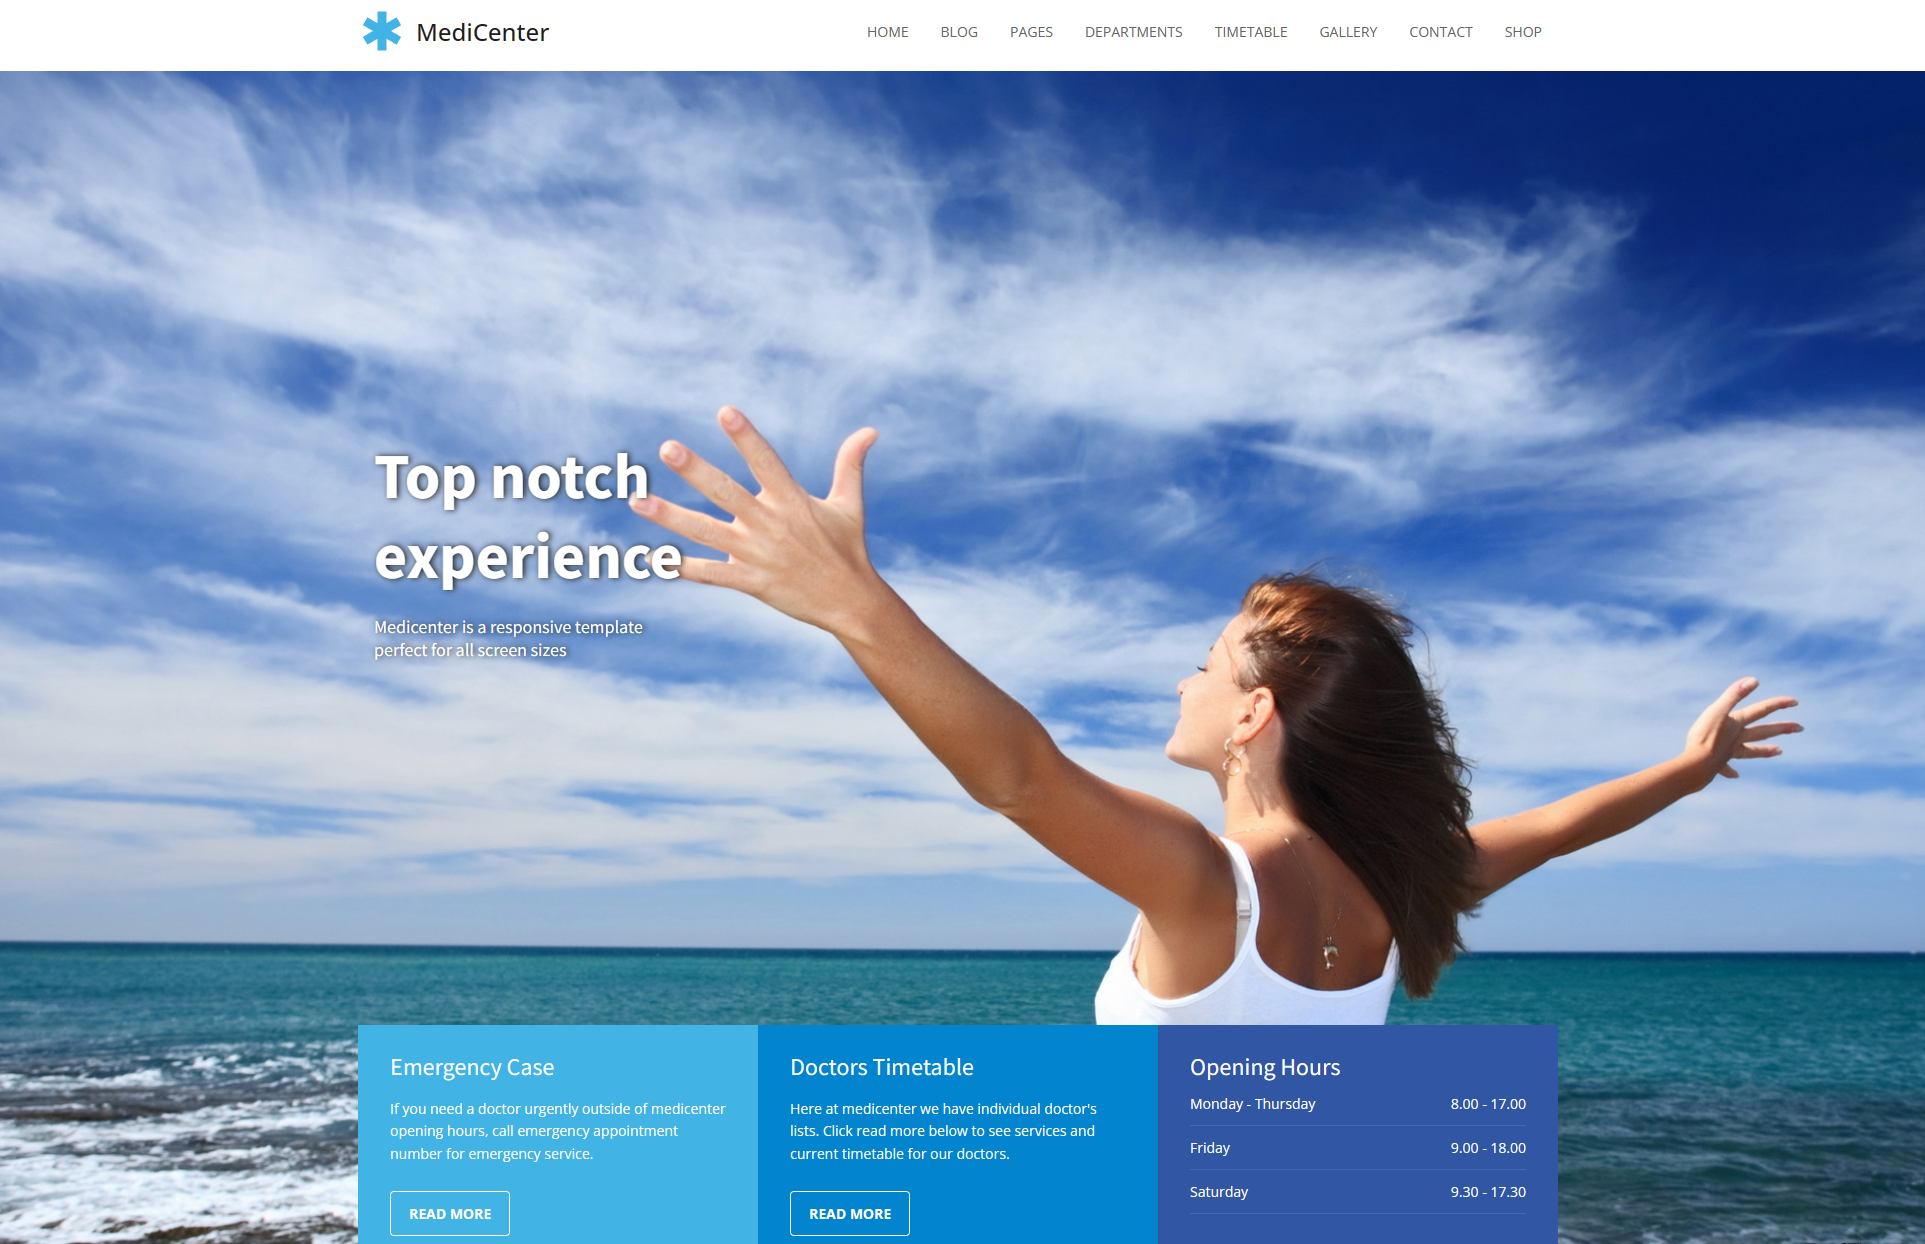 MediCenter
HOME BLOG PAGES DEPARTMENTS TIMETABLE GALLERY CONTACT SHOP
Top notch
experience
Medicenter is a responsive template
perfect for all screen sizes
Emergency Case
If you need a doctor urgently outside of medicenter
opening hours, call emergency appointment
number for emergency service.
READ MORE
Doctors Timetable
Here at medicenter we have individual doctor's
lists. Click read more below to see services and
current timetable for our doctors.
READ MORE
Opening Hours
Monday - Thursday 8.00 - 17.00
Friday 9.00 - 18.00
Saturday 9.30 - 17.30